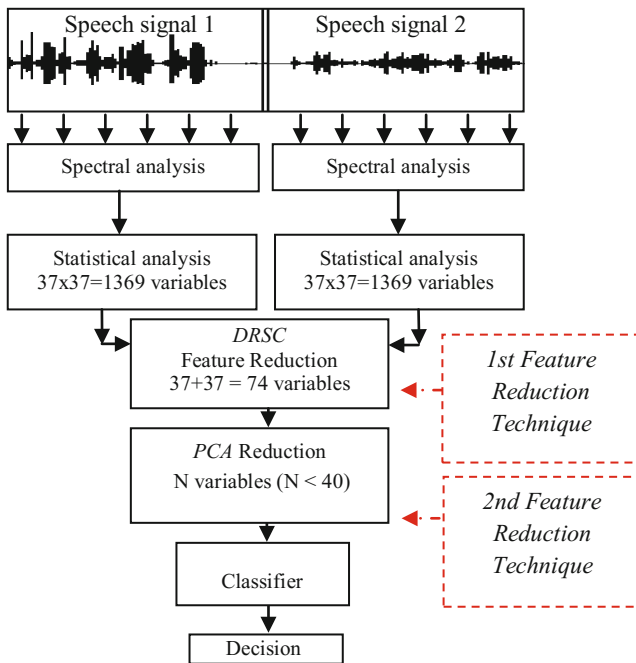 Speech signal 1
Speech signal 2
Spectral analysis
Spectral analysis
Statistical analysis
37x37=1369 variables
Statistical analysis
37x37=1369 variables
DRSC
Feature Reduction
37+37 = 74 variables
1st Feature
Reduction
Technique
PCA Reduction
N variables (N < 40)
2nd Feature
Reduction
Technique
Classifier
Decision